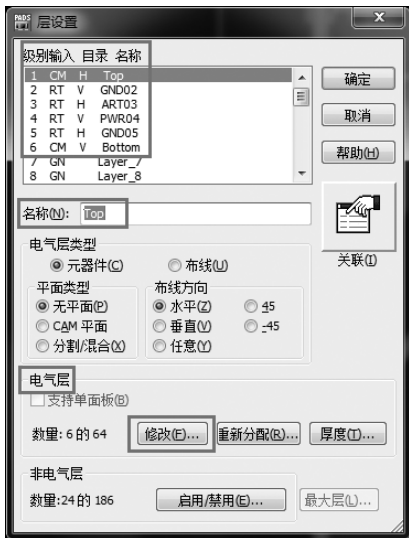 PADS 层设置
级别输入 目录 名称
1 CM H Top
2 RT V GND02
3 RT H ART03
4 RT V PWR04
5 RT H GND05
6 CM V Bottom
7 GN Layer_7
8 GN Layer_8
确定
取消
帮助(H)
名称(N): Top
关联(I)
电气层类型
元器件(C) 布线(U)
平面类型 布线方向
无平面(P) 水平(Z) 45
CAM 平面 垂直(V) -45
分割/混合(X) 任意(Y)
电气层
支持单面板(B)
数量: 6 的 64 修改(F)... 重新分配(R)... 厚度(T)...
非电气层
数量:24 的 186 启用/禁用(E)... 最大层(L)...